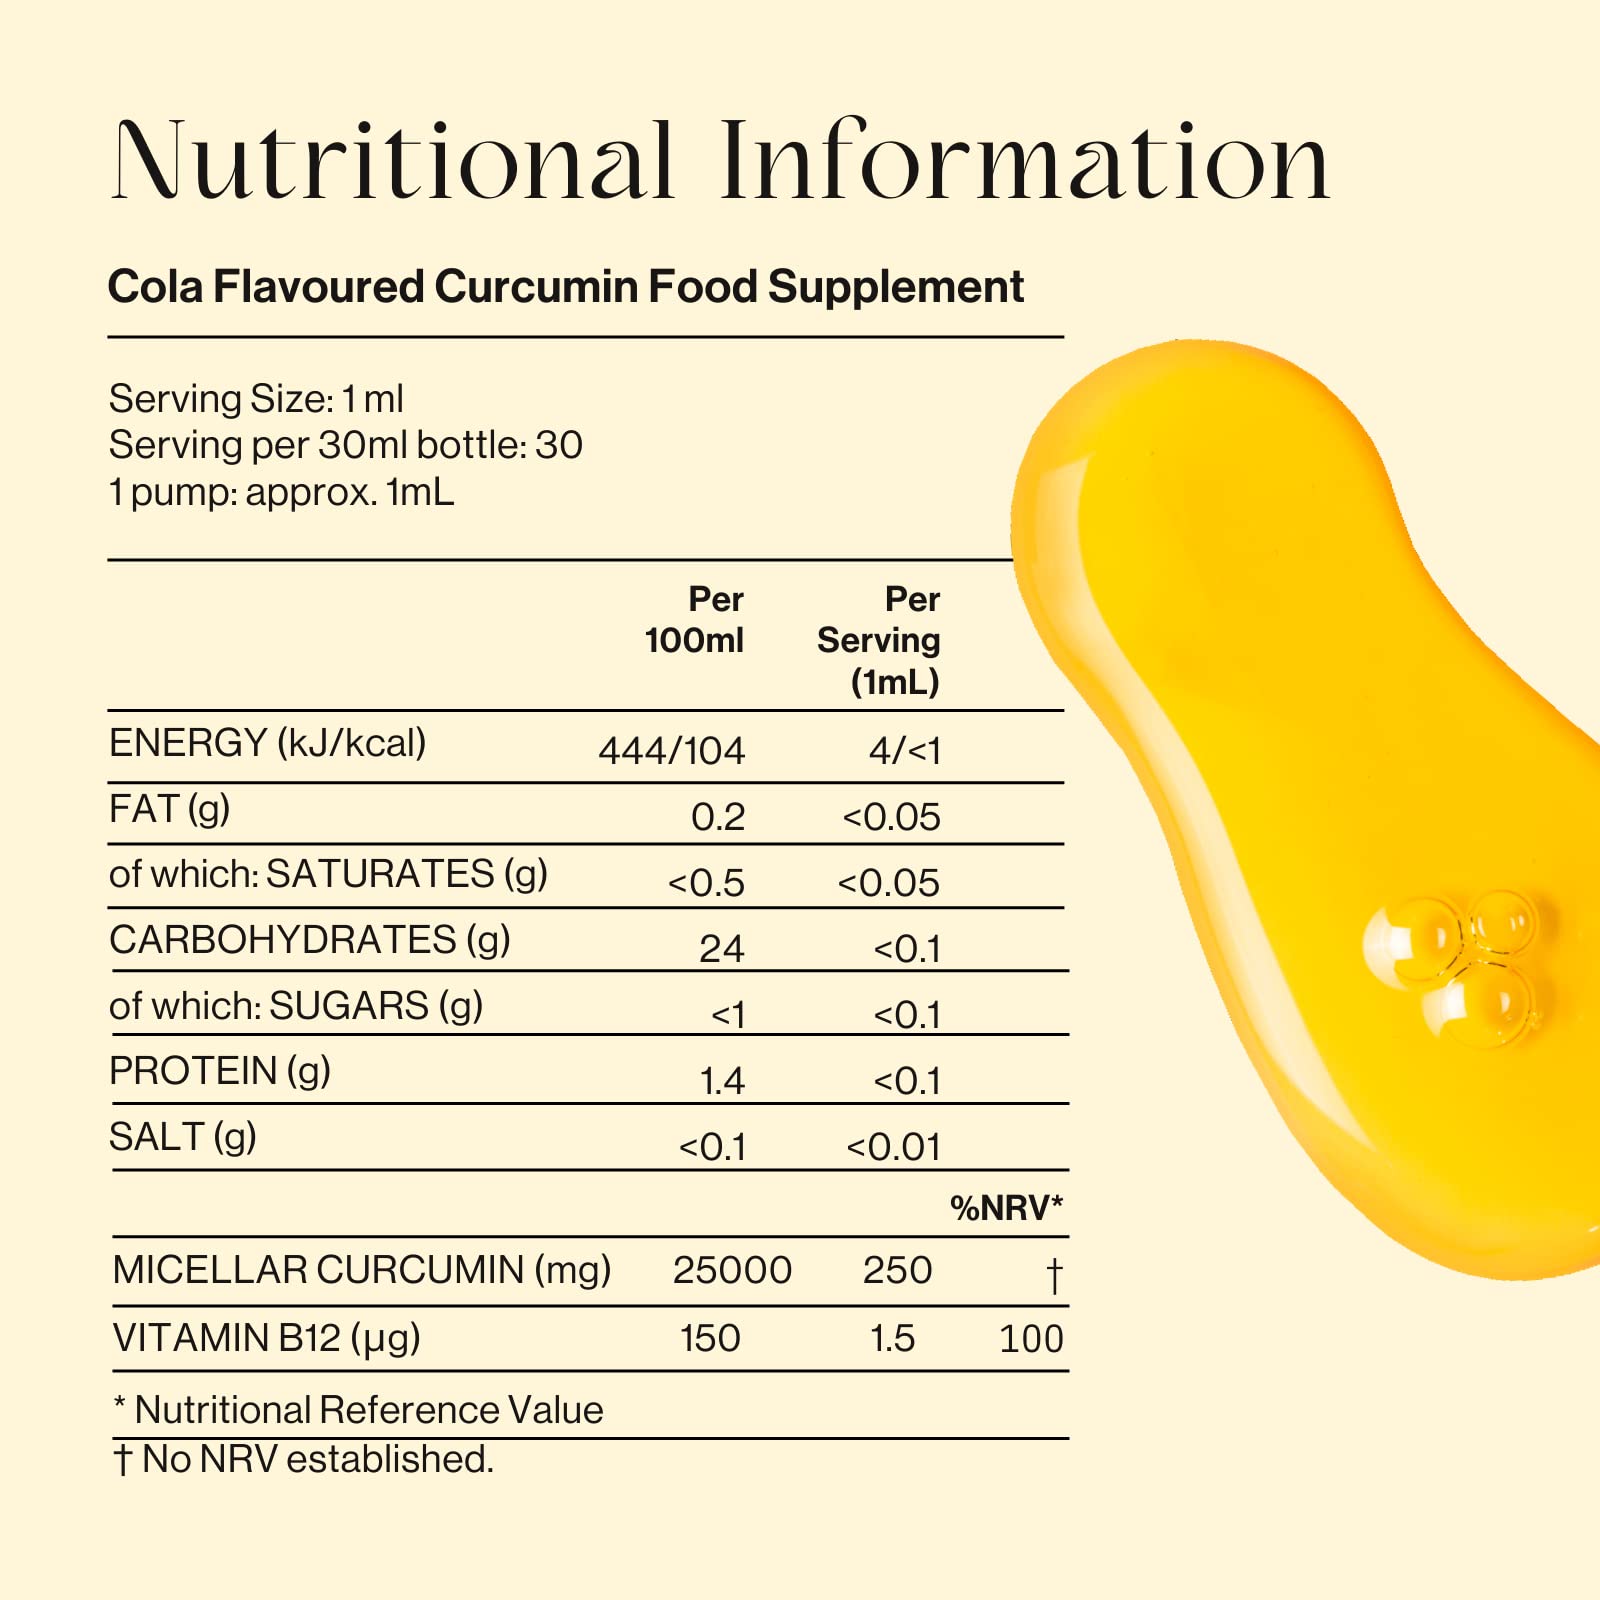 Nutritional Information
Cola Flavoured Curcumin Food Supplement
Serving Size: 1 ml
Serving per 30ml bottle: 30
1 pump: approx. 1mL
Per 100ml Per Serving (1mL)
ENERGY (kJ/kcal) 444/104 4/<1
FAT (g) 0.2 <0.05
of which: SATURATES (g) <0.5 <0.05
CARBOHYDRATES (g) 24 <0.1
of which: SUGARS (g) <1 <0.1
PROTEIN (g) 1.4 <0.1
SALT (g) <0.1 <0.01
%NRV*
MICELLAR CURCUMIN (mg) 25000 250 †
VITAMIN B12 (µg) 150 1.5 100
* Nutritional Reference Value
† No NRV established.